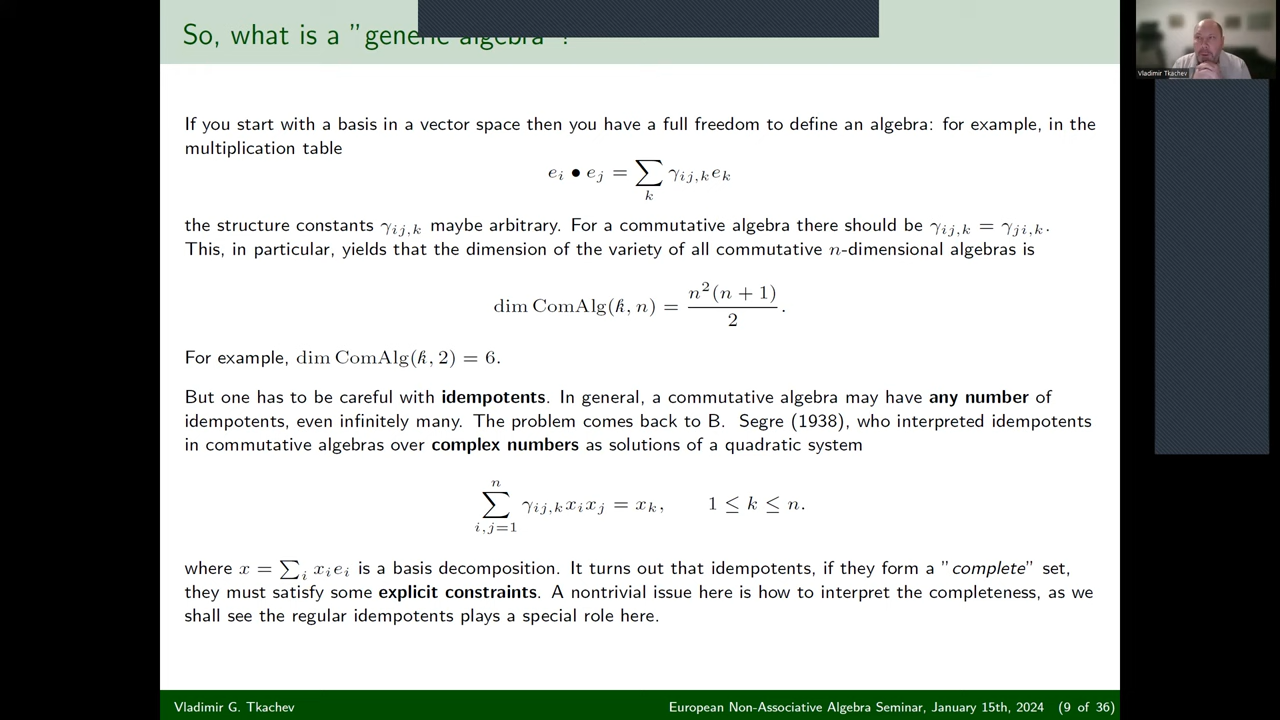 So, what is a "generic algebra"?
Vladimir Tkachev
If you start with a basis in a vector space then you have a full freedom to define an algebra: for example, in the
multiplication table
e_i • e_j = ∑_k γ_{ij,k} e_k
the structure constants γ_{ij,k} maybe arbitrary. For a commutative algebra there should be γ_{ij,k} = γ_{ji,k}.
This, in particular, yields that the dimension of the variety of all commutative n-dimensional algebras is
dim ComAlg(𝕜, n) = n²(n + 1) / 2 .
For example, dim ComAlg(𝕜, 2) = 6.
But one has to be careful with idempotents. In general, a commutative algebra may have any number of
idempotents, even infinitely many. The problem comes back to B. Segre (1938), who interpreted idempotents
in commutative algebras over complex numbers as solutions of a quadratic system
∑_{i,j=1}^{n} γ_{ij,k} x_i x_j = x_k, 1 ≤ k ≤ n.
where x = ∑_i x_i e_i is a basis decomposition. It turns out that idempotents, if they form a "complete" set,
they must satisfy some explicit constraints. A nontrivial issue here is how to interpret the completeness, as we
shall see the regular idempotents plays a special role here.
Vladimir G. Tkachev
European Non-Associative Algebra Seminar, January 15th, 2024 (9 of 36)